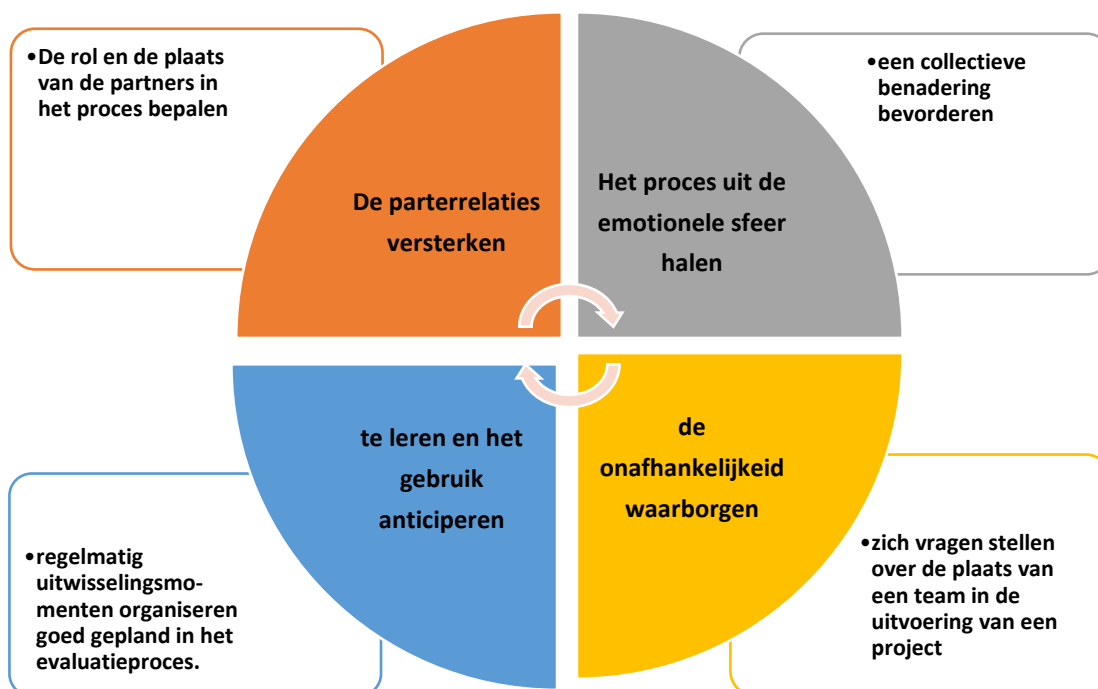 •De rol en de plaats
van de partners in
het proces bepalen
•een collectieve
benadering
bevorderen
De parterrelaties
versterken
Het proces uit de
emotionele sfeer
halen
te leren en het
gebruik
anticiperen
de
onafhankelijkeid
waarborgen
•regelmatig
uitwisselingsmo-
menten organiseren
goed gepland in het
evaluatieproces.
•zich vragen stellen
over de plaats van
een team in de
uitvoering van een
project